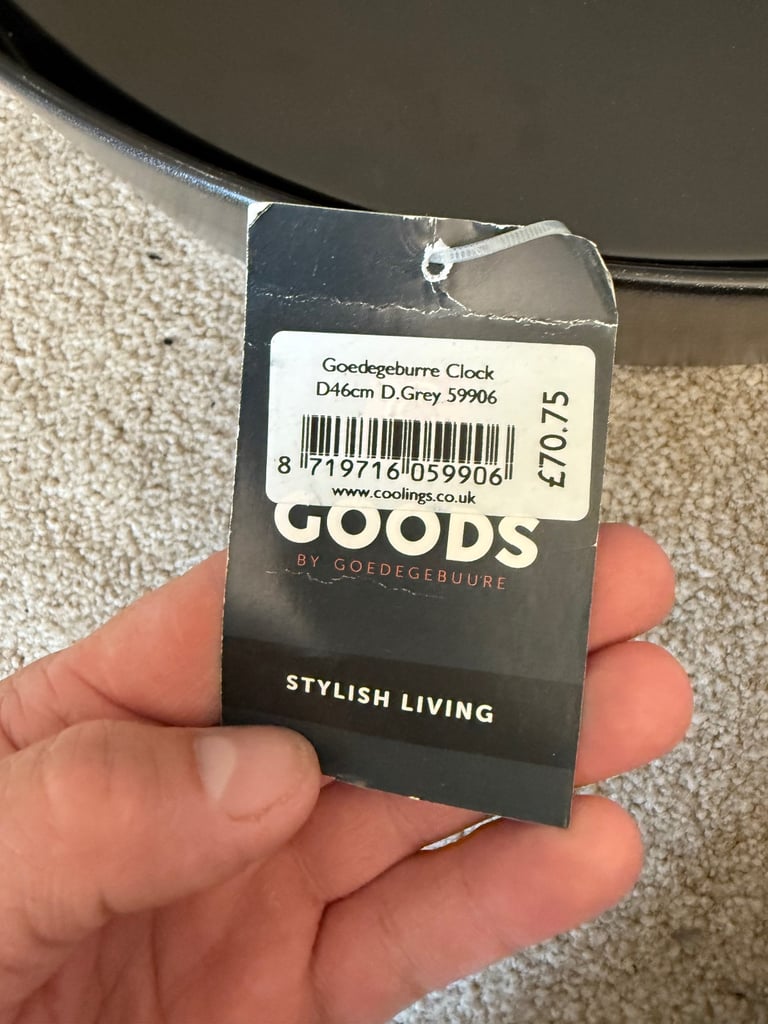 Goedegeburre Clock
D46cm D.Grey 59906
£70.75
8 719716 059906
www.coolings.co.uk
GOODS
BY GOEDEGEBUURE
STYLISH LIVING